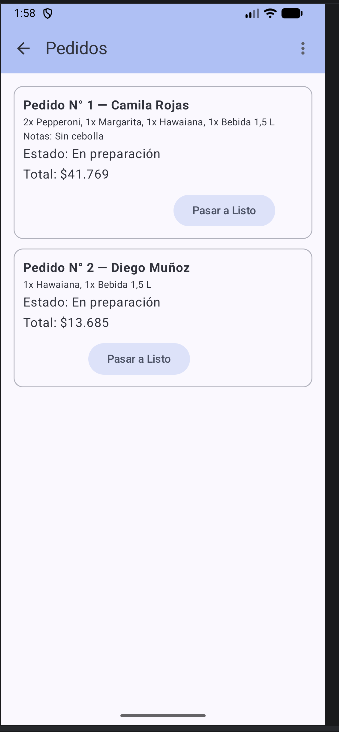 1:58
Pedidos
Pedido N° 1 — Camila Rojas
2x Pepperoni, 1x Margarita, 1x Hawaiana, 1x Bebida 1,5 L
Notas: Sin cebolla
Estado: En preparación
Total: $41.769
Pasar a Listo
Pedido N° 2 — Diego Muñoz
1x Hawaiana, 1x Bebida 1,5 L
Estado: En preparación
Total: $13.685
Pasar a Listo